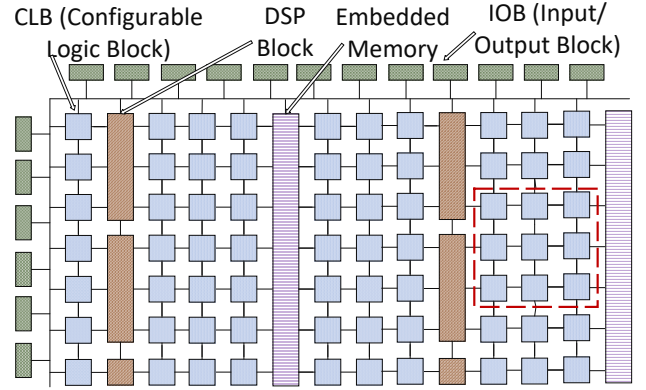 CLB (Configurable
Logic Block)
DSP
Block
Embedded
Memory
IOB (Input/
Output Block)